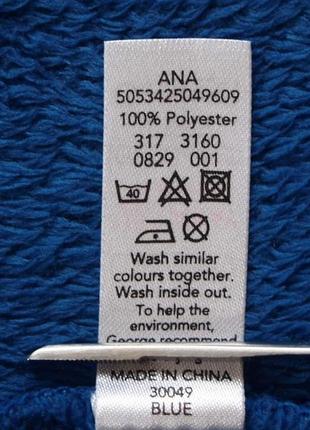 ANA
5053425049609
100% Polyester
317 3160
0829 001
40
Wash similar
colours together.
Wash inside out.
To help the
environment,
George recommend
MADE IN CHINA
30049
BLUE